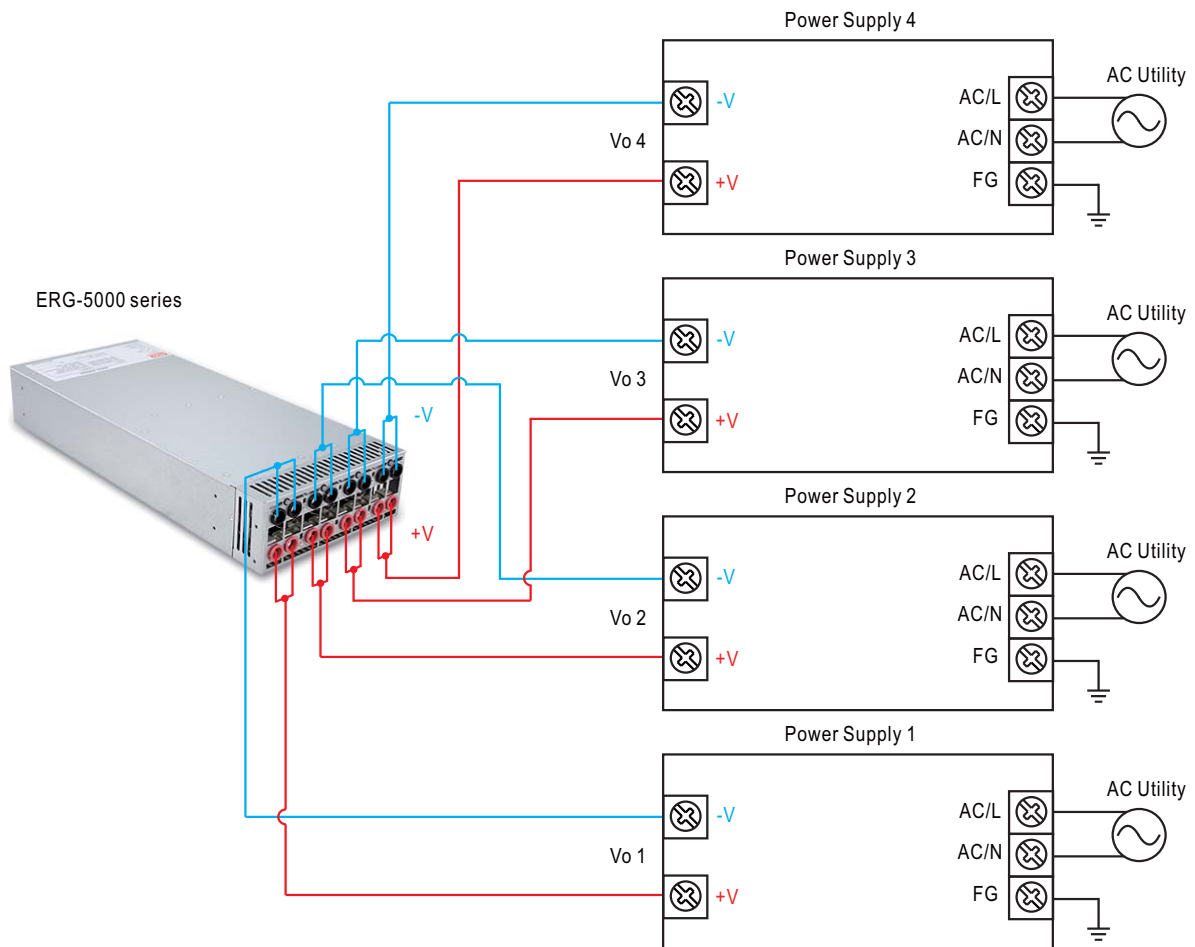 Power Supply 4
-V
Vo 4
+V
AC/L
AC/N
FG
AC Utility
Power Supply 3
-V
Vo 3
+V
AC/L
AC/N
FG
AC Utility
ERG-5000 series
-V
+V
Power Supply 2
-V
Vo 2
+V
AC/L
AC/N
FG
AC Utility
Power Supply 1
-V
Vo 1
+V
AC/L
AC/N
FG
AC Utility